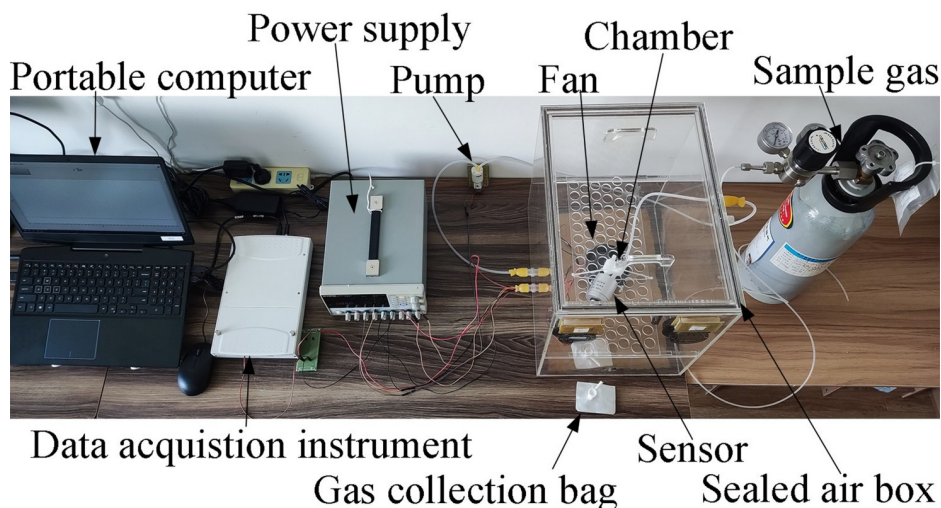 Power supply
Chamber
Portable computer
Pump
Fan
Sample gas
Data acquistion instrument
Sensor
Gas collection bag
Sealed air box